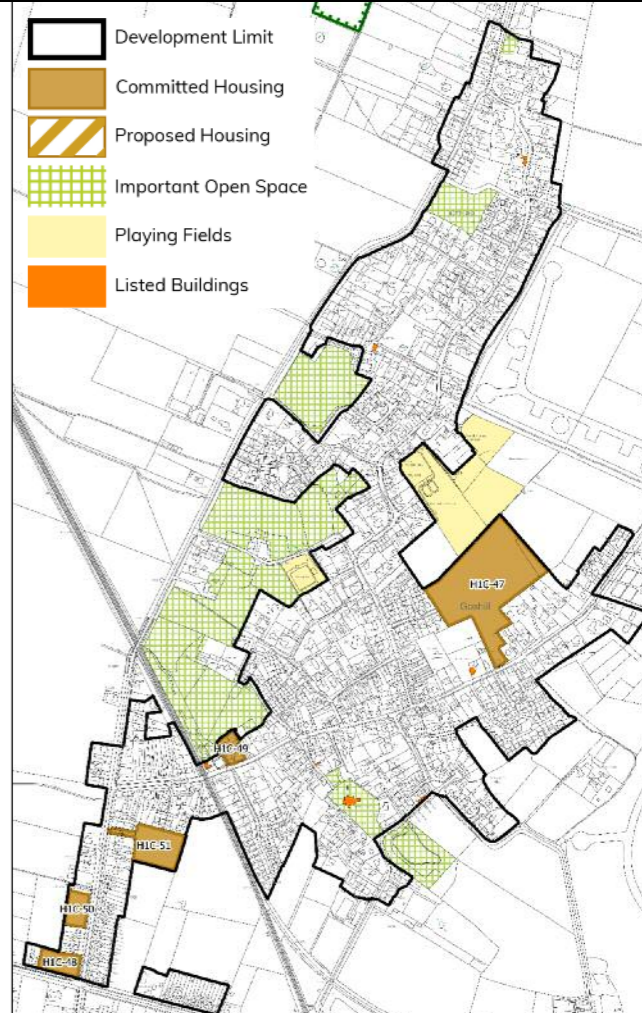 Development Limit
Committed Housing
Proposed Housing
Important Open Space
Playing Fields
Listed Buildings
H1C-47
Goxhill
H1C-49
H1C-51
H1C-50
H1C-48